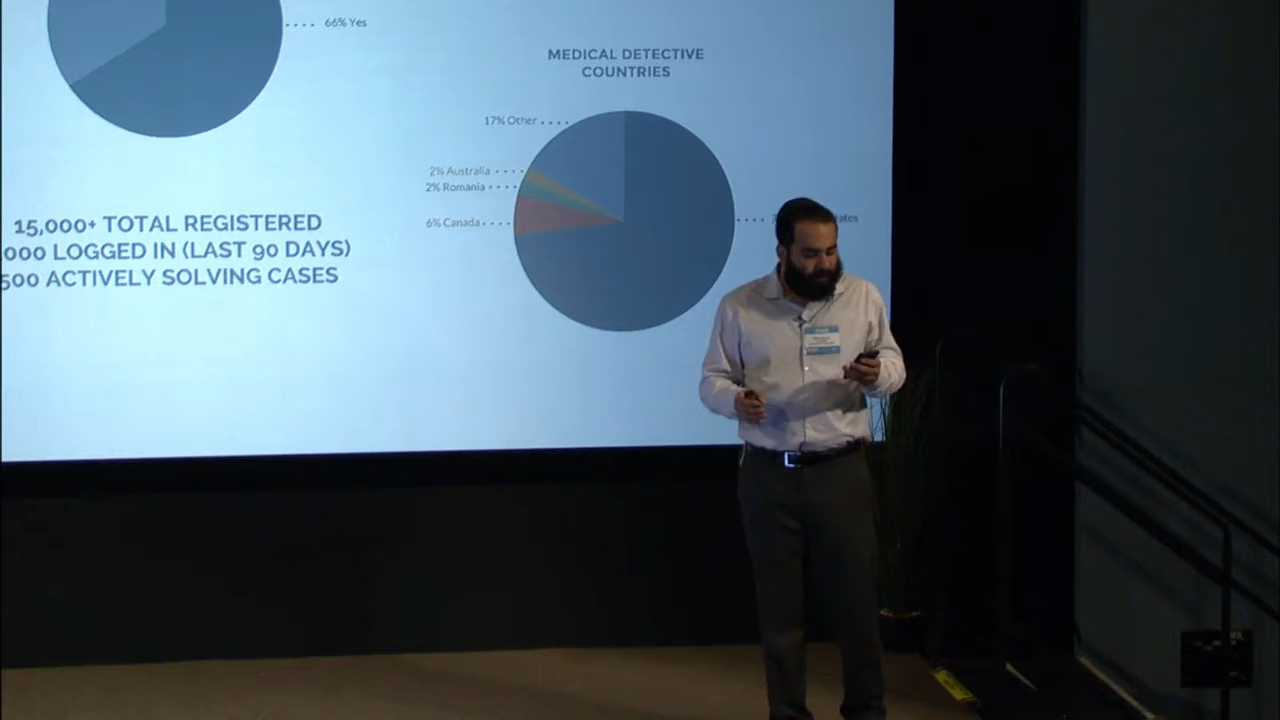 66% Yes
MEDICAL DETECTIVE
COUNTRIES
17% Other
2% Australia
2% Romania
6% Canada
15,000+ TOTAL REGISTERED
000 LOGGED IN (LAST 90 DAYS)
500 ACTIVELY SOLVING CASES